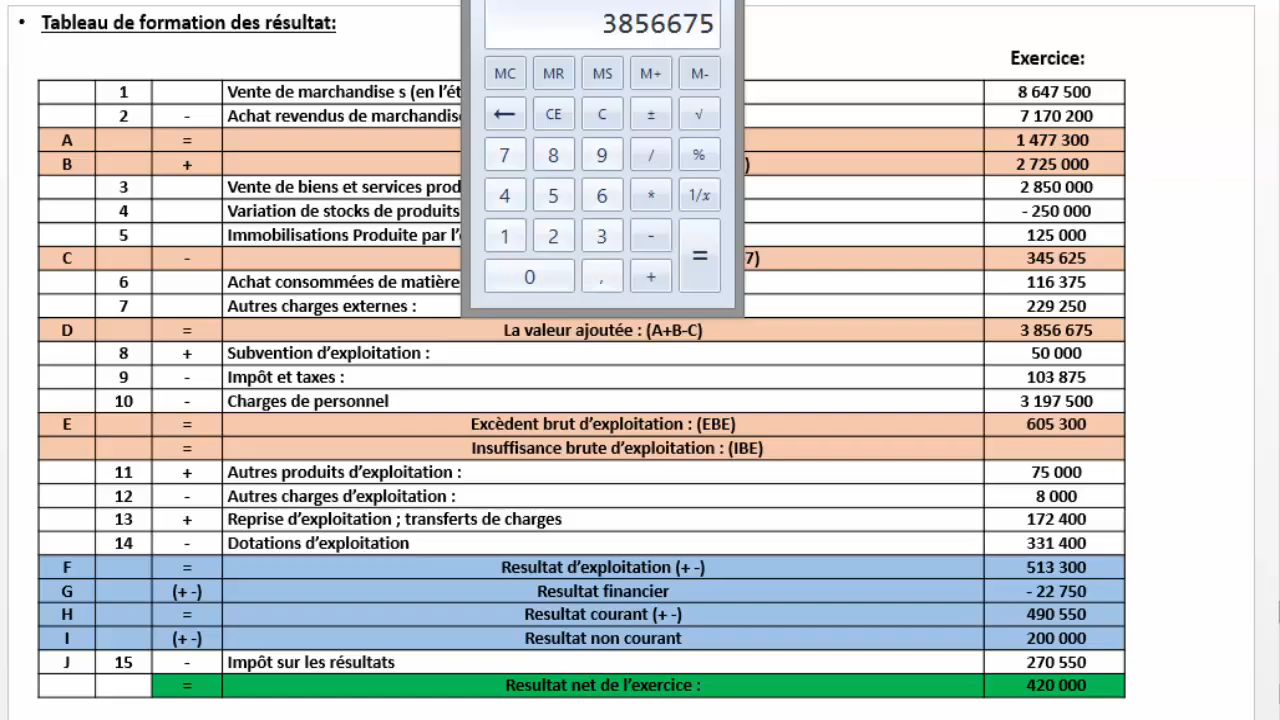 • Tableau de formation des résultat:
3856675
Exercice:
MC MR MS M+ M-
← CE C ± √
7 8 9 / %
4 5 6 * 1/x
1 2 3 - =
0 , +
1 Vente de marchandise s (en l'ét 8 647 500
2 - Achat revendus de marchandis 7 170 200
A = 1 477 300
B + ) 2 725 000
3 Vente de biens et services prod 2 850 000
4 Variation de stocks de produits - 250 000
5 Immobilisations Produite par l' 125 000
C - 7) 345 625
6 Achat consommées de matière 116 375
7 Autres charges externes : 229 250
D = La valeur ajoutée : (A+B-C) 3 856 675
8 + Subvention d'exploitation : 50 000
9 - Impôt et taxes : 103 875
10 - Charges de personnel 3 197 500
E = Excèdent brut d'exploitation : (EBE) 605 300
= Insuffisance brute d'exploitation : (IBE)
11 + Autres produits d'exploitation : 75 000
12 - Autres charges d'exploitation : 8 000
13 + Reprise d'exploitation ; transferts de charges 172 400
14 - Dotations d'exploitation 331 400
F = Resultat d'exploitation (+ -) 513 300
G (+ -) Resultat financier - 22 750
H = Resultat courant (+ -) 490 550
I (+ -) Resultat non courant 200 000
J 15 - Impôt sur les résultats 270 550
= Resultat net de l'exercice : 420 000